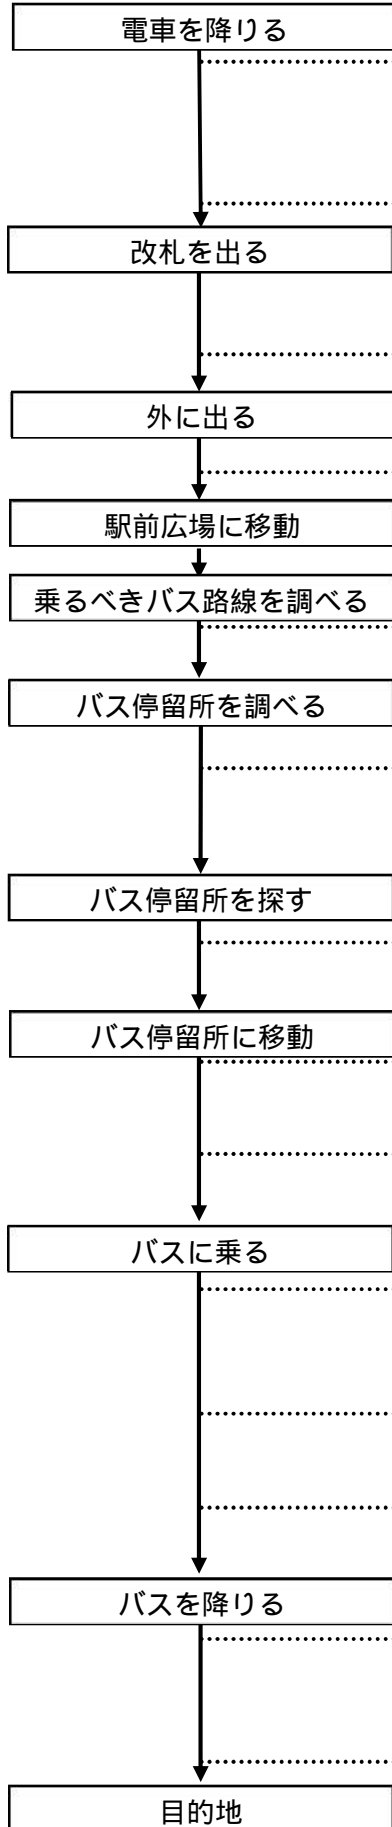 電車を降りる
改札を出る
外に出る
駅前広場に移動
乗るべきバス路線を調べる
バス停留所を調べる
バス停留所を探す
バス停留所に移動
バスに乗る
バスを降りる
目的地